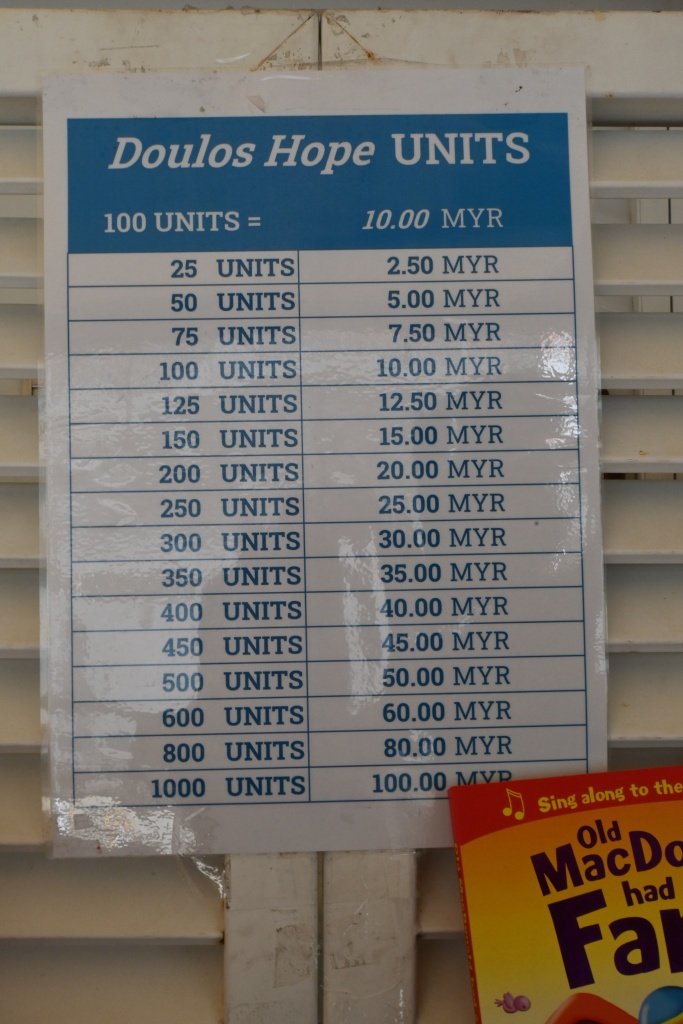 Doulos Hope UNITS
100 UNITS = 10.00 MYR
25 UNITS 2.50 MYR
50 UNITS 5.00 MYR
75 UNITS 7.50 MYR
100 UNITS 10.00 MYR
125 UNITS 12.50 MYR
150 UNITS 15.00 MYR
200 UNITS 20.00 MYR
250 UNITS 25.00 MYR
300 UNITS 30.00 MYR
350 UNITS 35.00 MYR
400 UNITS 40.00 MYR
450 UNITS 45.00 MYR
500 UNITS 50.00 MYR
600 UNITS 60.00 MYR
800 UNITS 80.00 MYR
1000 UNITS 100.00 MYR
Sing along to the
Old
MacDo
had
Far